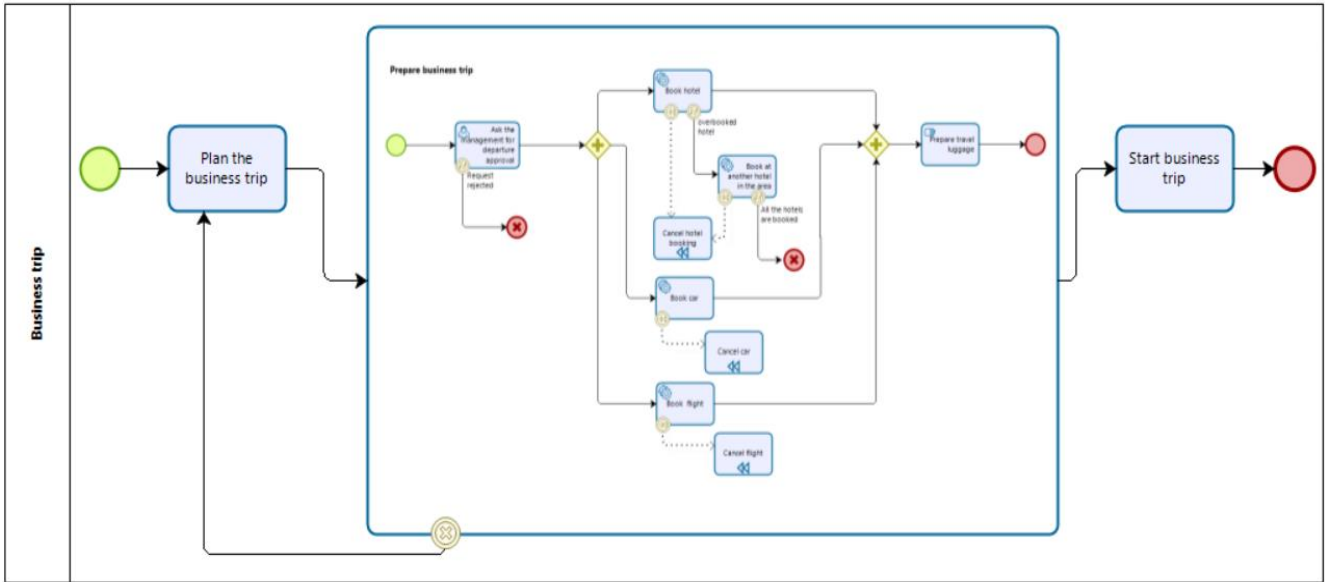 Business trip
Plan the
business trip
Prepare business trip
Ask the
management for
departure
approval
Request
rejected
Book hotel
overbooked
hotel
Book at
another hotel
in the area
All the hotels
are booked
Cancel hotel
booking
Book car
Cancel car
Book flight
Cancel flight
Prepare travel
luggage
Start business
trip